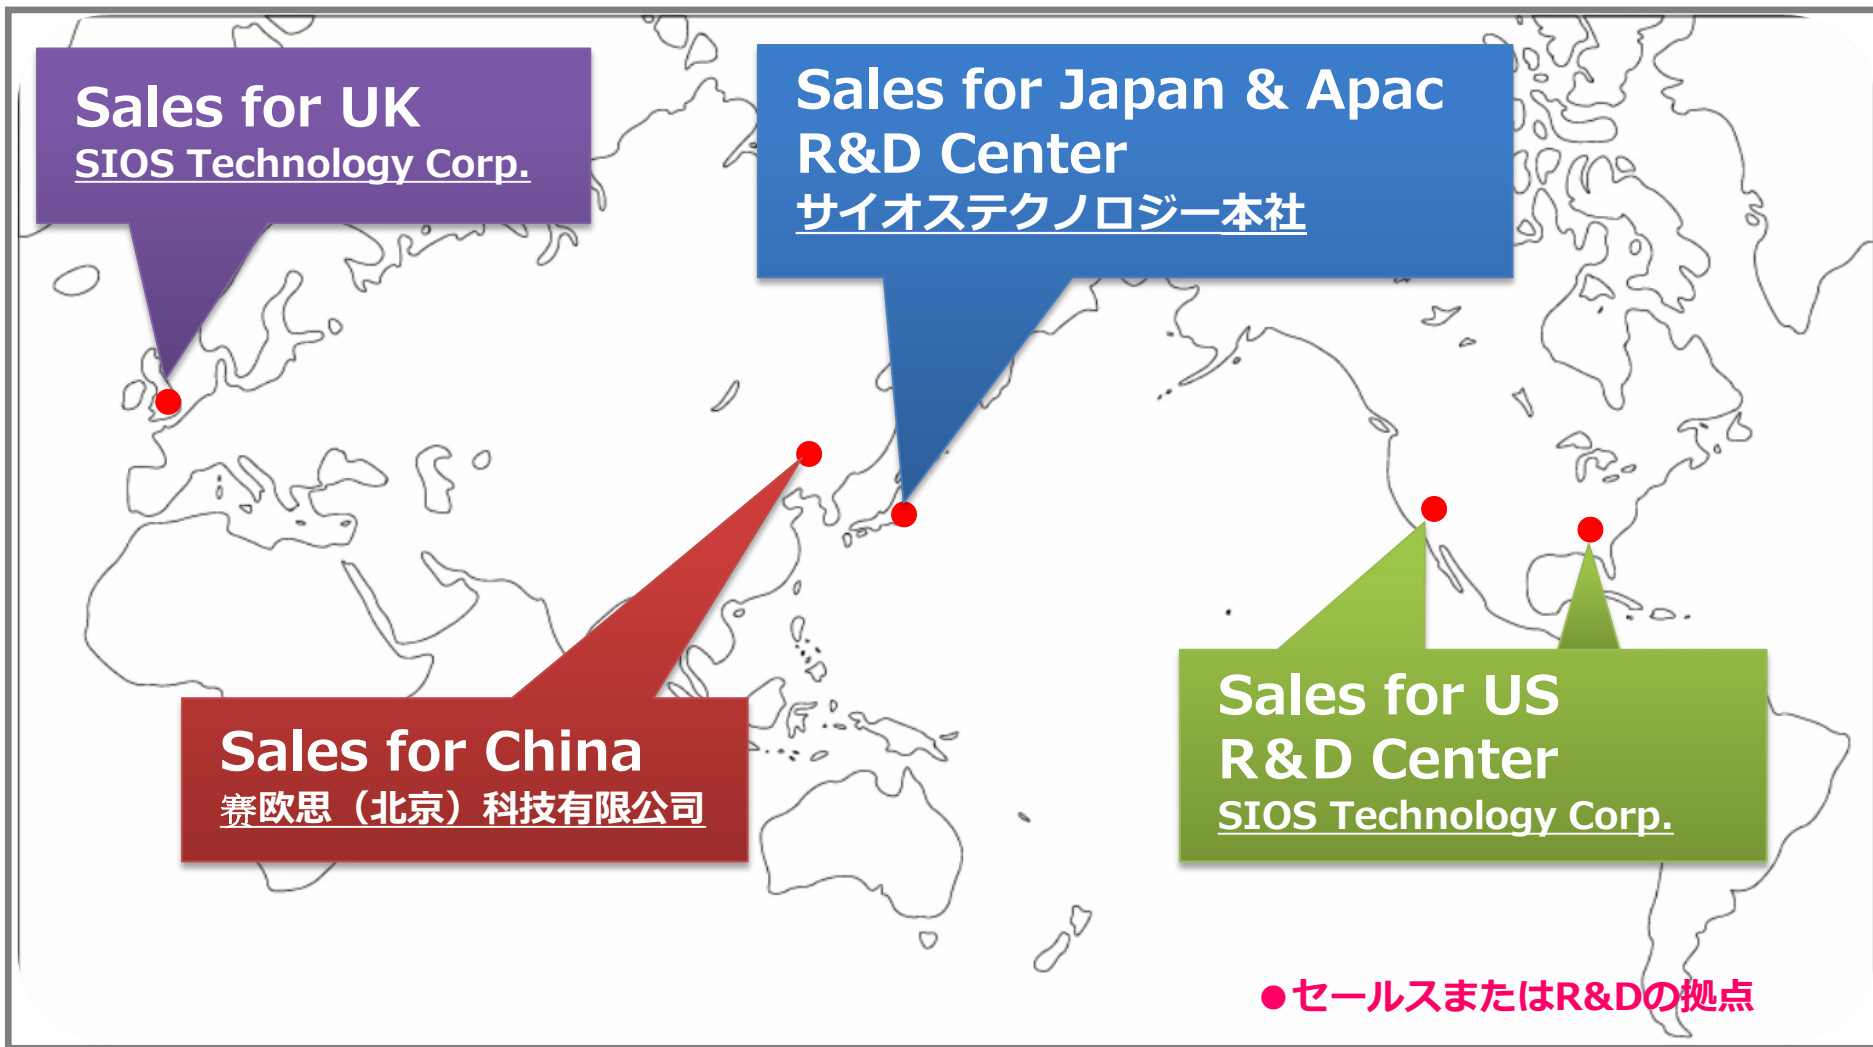 Sales for UK
SIOS Technology Corp.
Sales for Japan & Apac
R&D Center
サイオステクノロジー本社
Sales for China
赛欧思（北京）科技有限公司
Sales for US
R&D Center
SIOS Technology Corp.
●セールスまたはR&Dの拠点